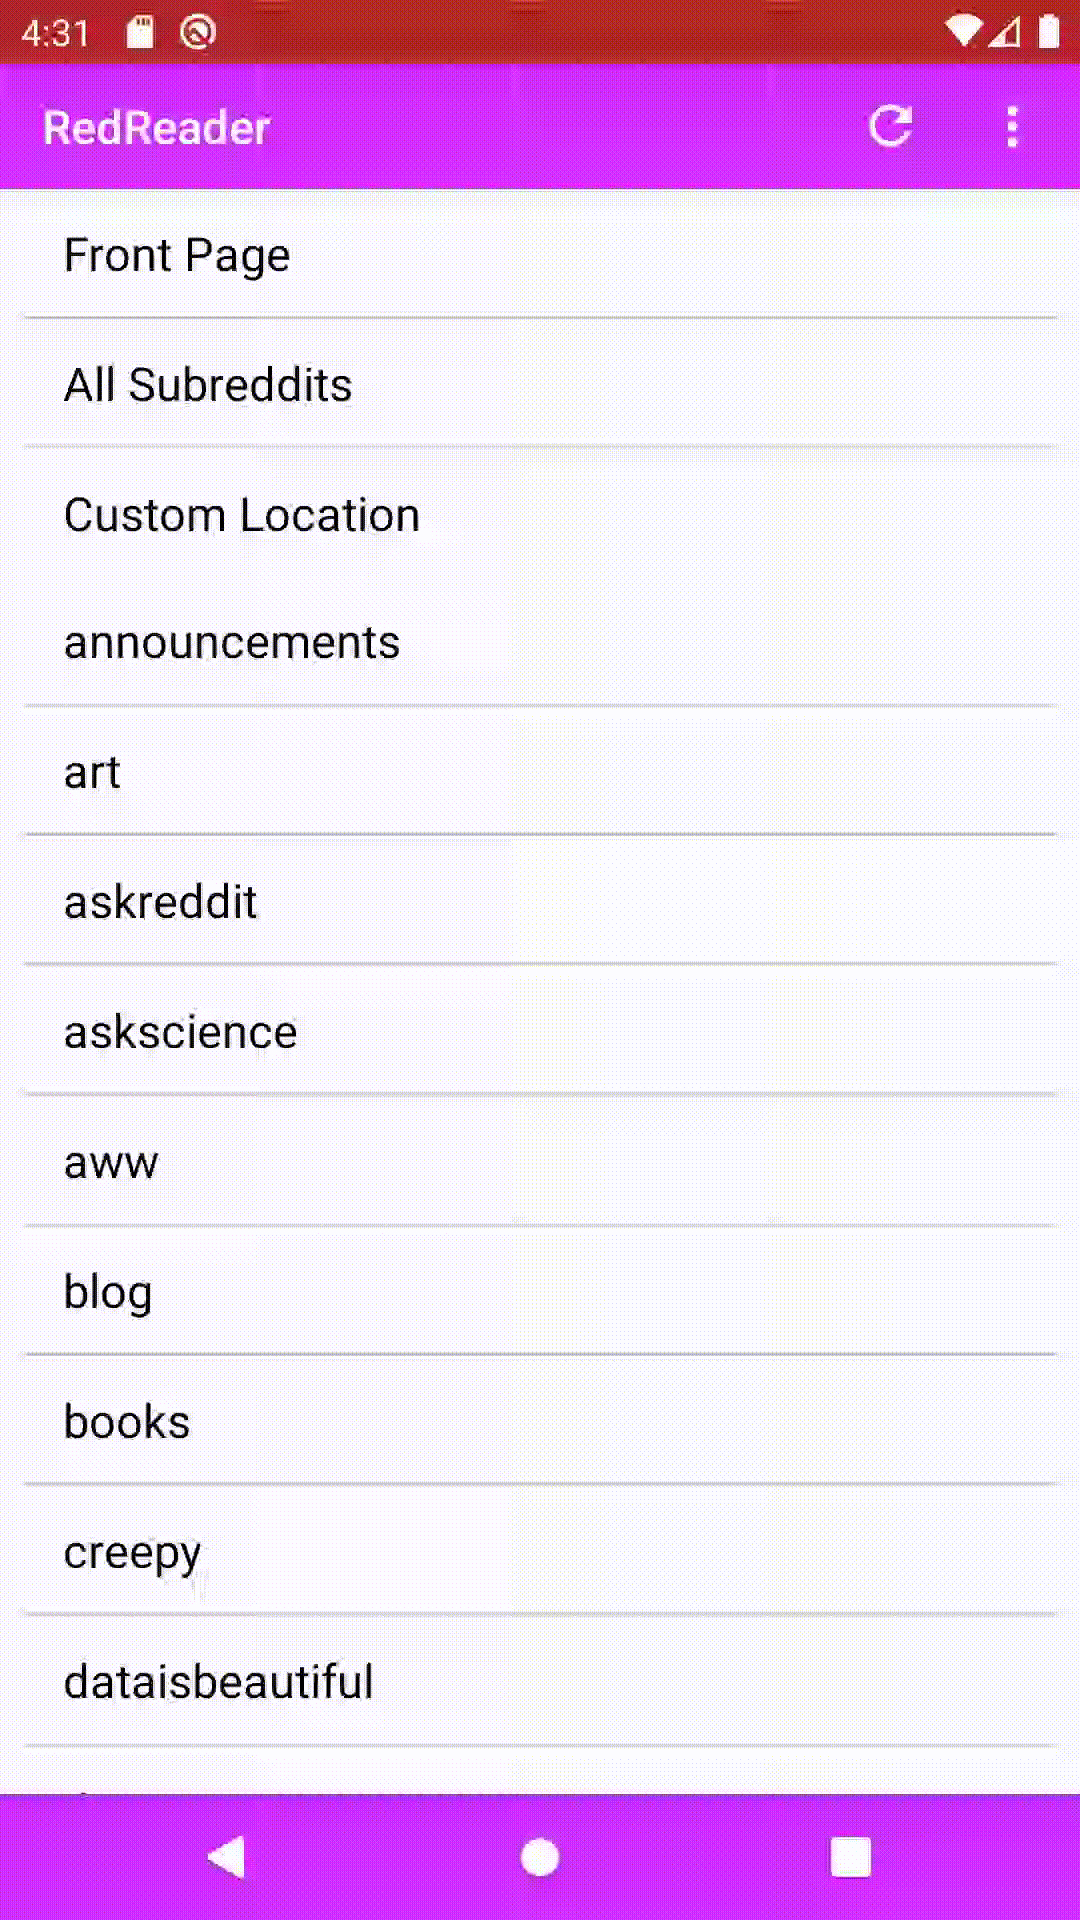 4:31
RedReader
Front Page
All Subreddits
Custom Location
announcements
art
askreddit
askscience
aww
blog
books
creepy
dataisbeautiful